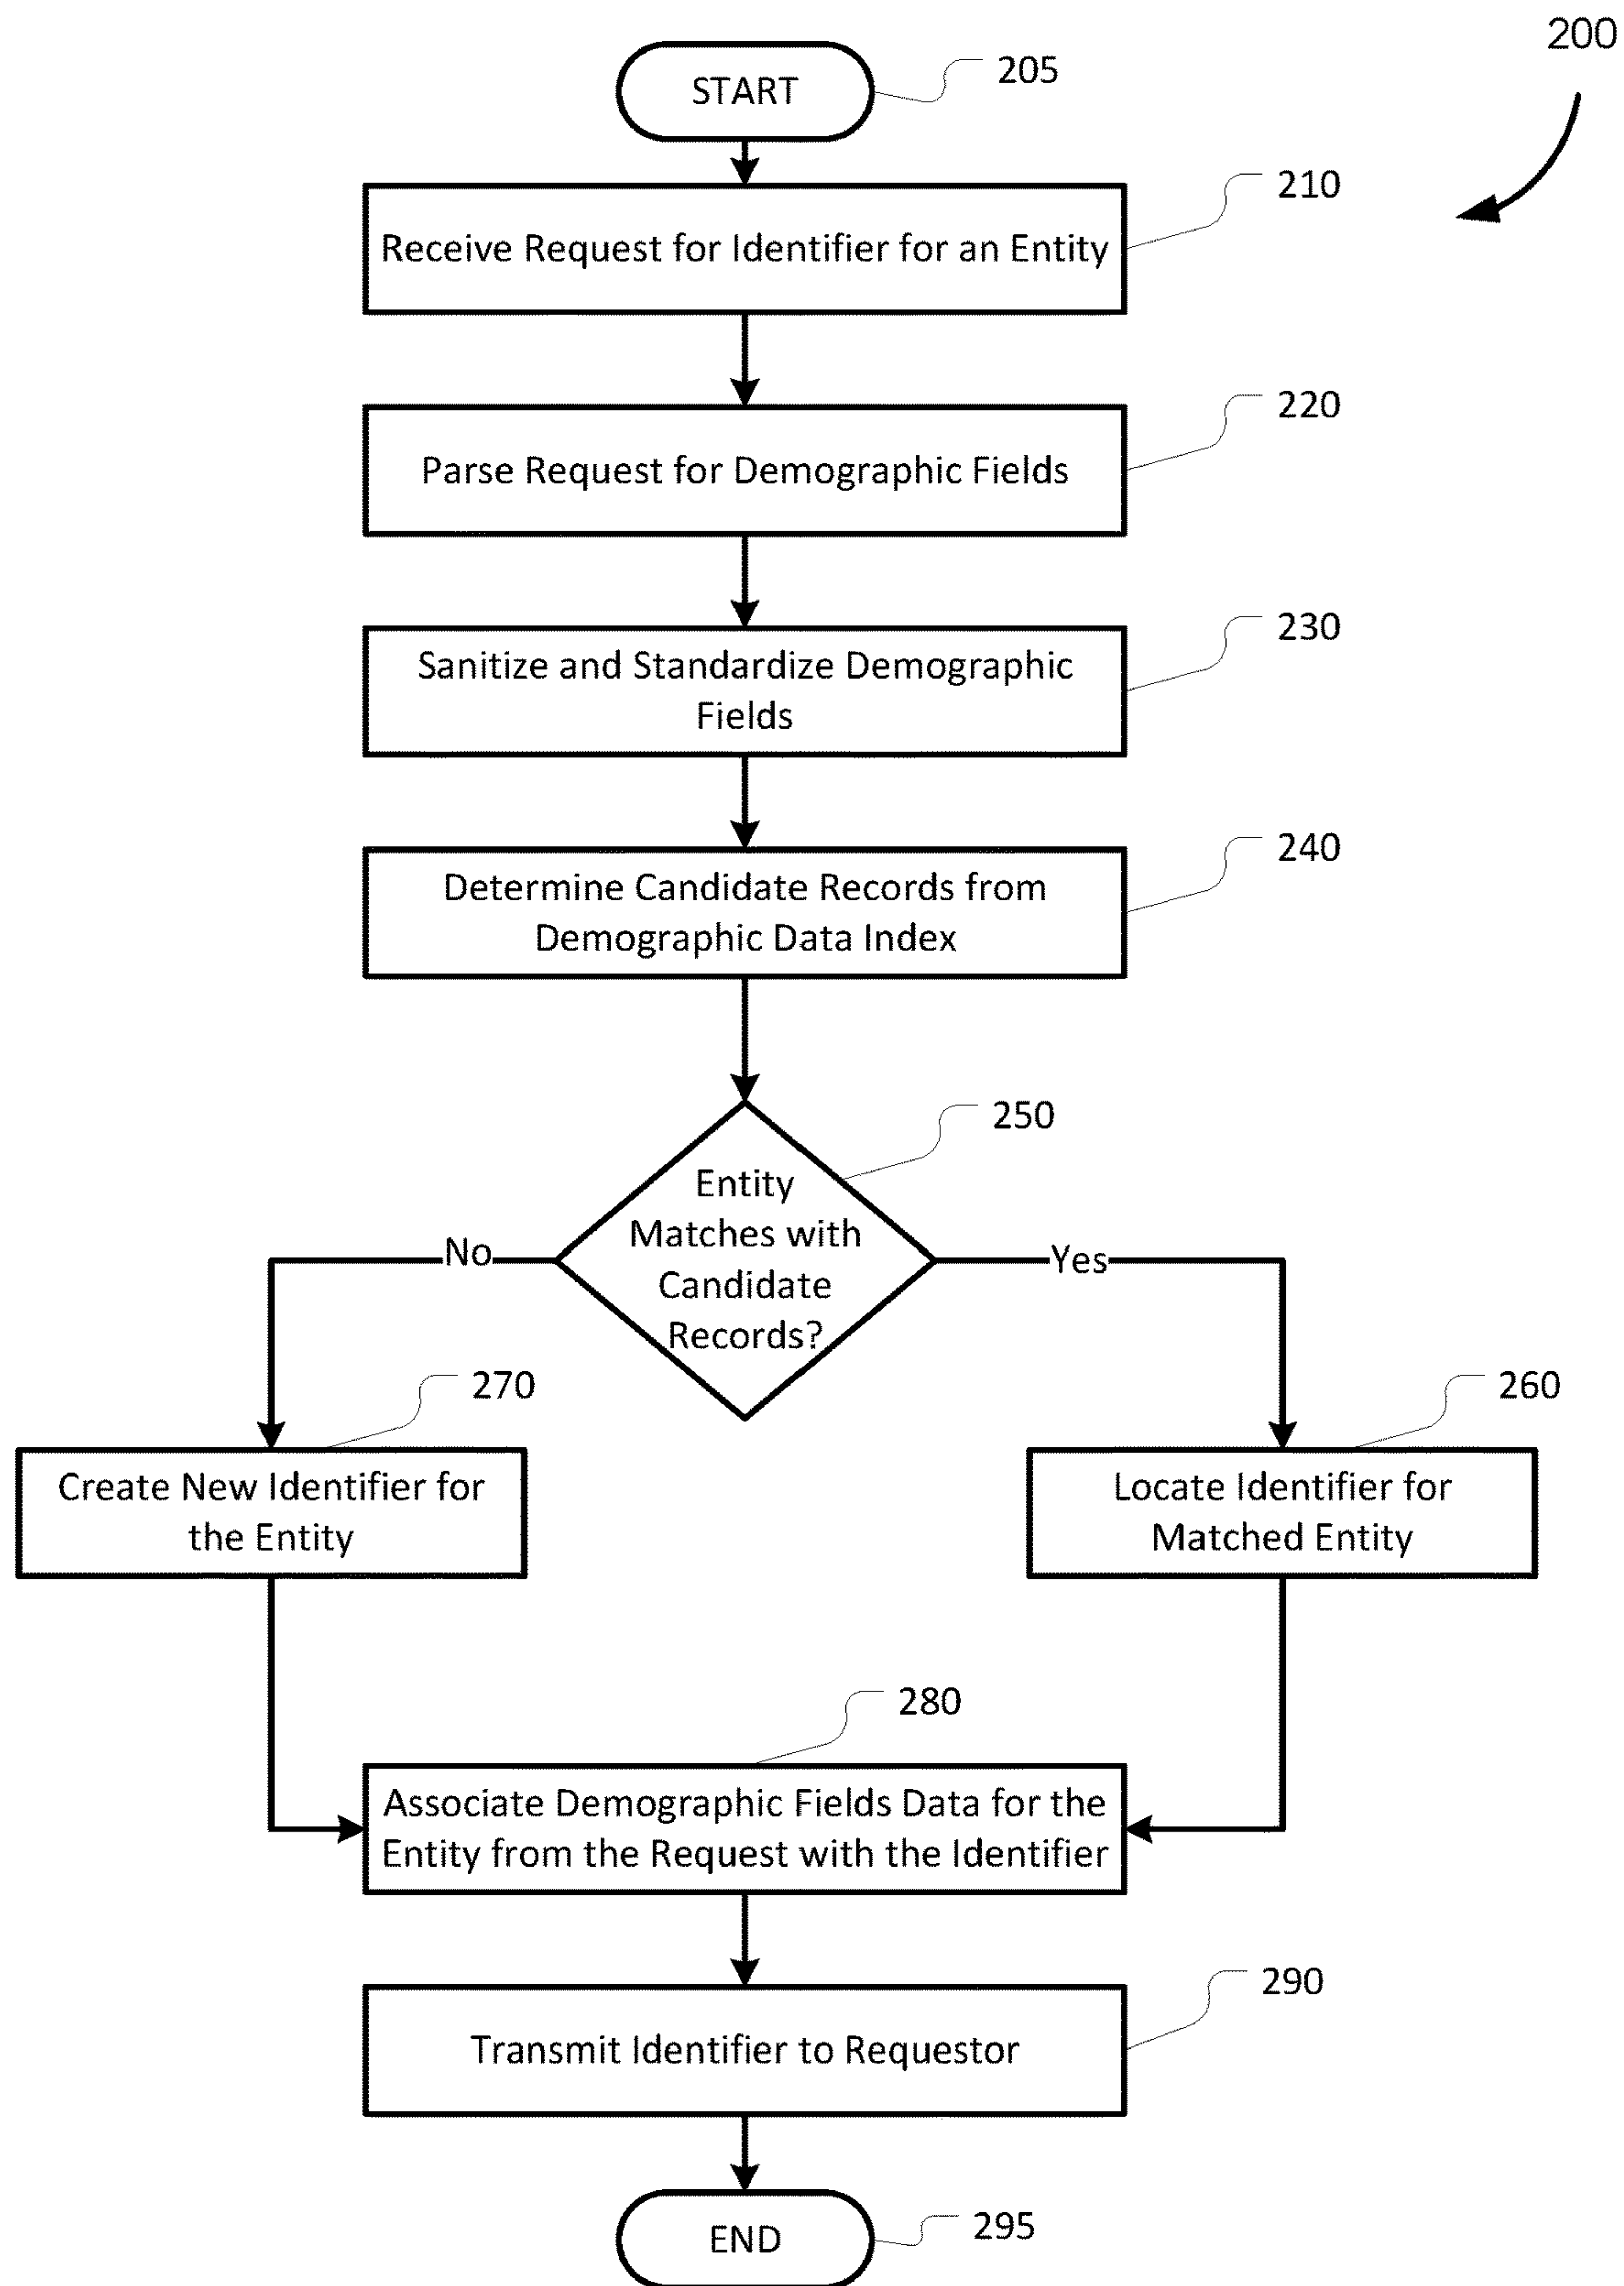 200
START
205
210
Receive Request for Identifier for an Entity
220
Parse Request for Demographic Fields
230
Sanitize and Standardize Demographic
Fields
240
Determine Candidate Records from
Demographic Data Index
250
Entity
Matches with
Candidate
Records?
No
Yes
270
260
Create New Identifier for
the Entity
Locate Identifier for
Matched Entity
280
Associate Demographic Fields Data for the
Entity from the Request with the Identifier
290
Transmit Identifier to Requestor
END
295